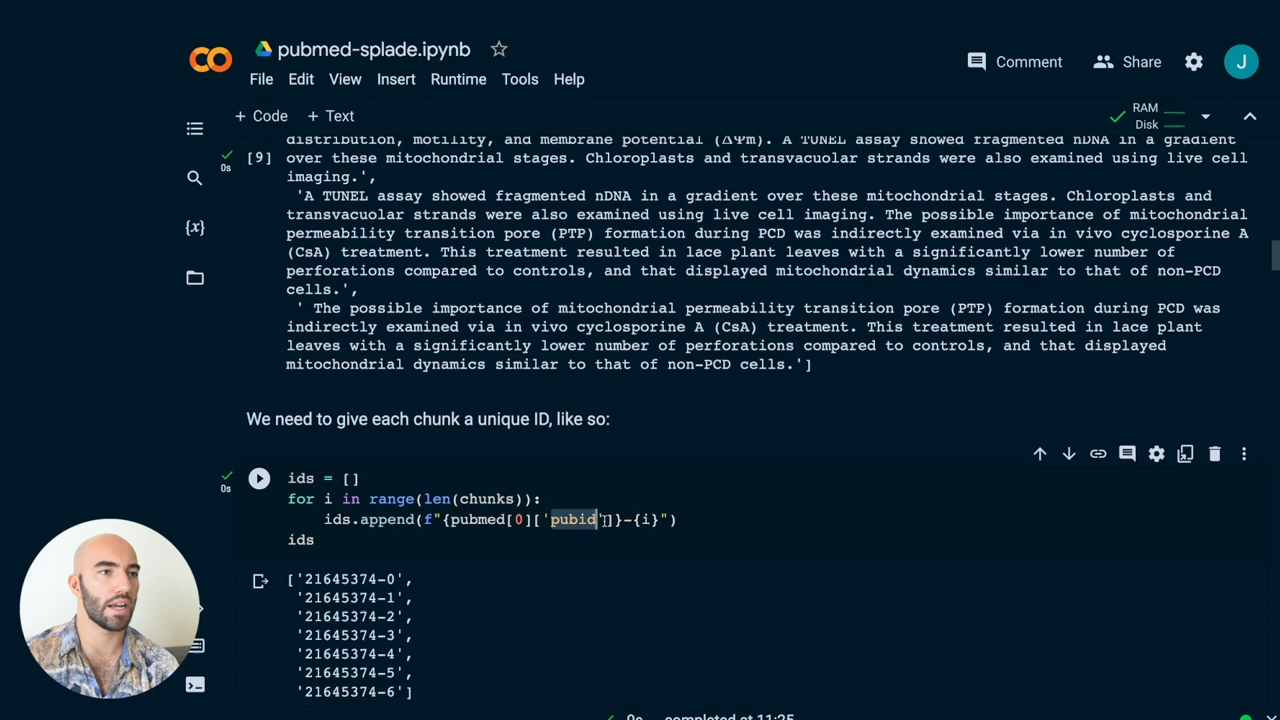 pubmed-splade.ipynb
Comment
Share
J
File Edit View Insert Runtime Tools Help
+ Code + Text
RAM
Disk
distribution, motility, and membrane potential (ΔΨm). A TUNEL assay showed fragmented nDNA in a gradient
[9]
over these mitochondrial stages. Chloroplasts and transvacuolar strands were also examined using live cell
0s
imaging.',
'A TUNEL assay showed fragmented nDNA in a gradient over these mitochondrial stages. Chloroplasts and
transvacuolar strands were also examined using live cell imaging. The possible importance of mitochondrial
{x}
permeability transition pore (PTP) formation during PCD was indirectly examined via in vivo cyclosporine A
(CsA) treatment. This treatment resulted in lace plant leaves with a significantly lower number of
perforations compared to controls, and that displayed mitochondrial dynamics similar to that of non-PCD
cells.',
' The possible importance of mitochondrial permeability transition pore (PTP) formation during PCD was
indirectly examined via in vivo cyclosporine A (CsA) treatment. This treatment resulted in lace plant
leaves with a significantly lower number of perforations compared to controls, and that displayed
mitochondrial dynamics similar to that of non-PCD cells.']
We need to give each chunk a unique ID, like so:
0s
ids = []
for i in range(len(chunks)):
ids.append(f"{pubmed[0]['pubid']}-{i}")
ids
['21645374-0',
'21645374-1',
'21645374-2',
'21645374-3',
'21645374-4',
'21645374-5',
'21645374-6']
0s completed at 11:25